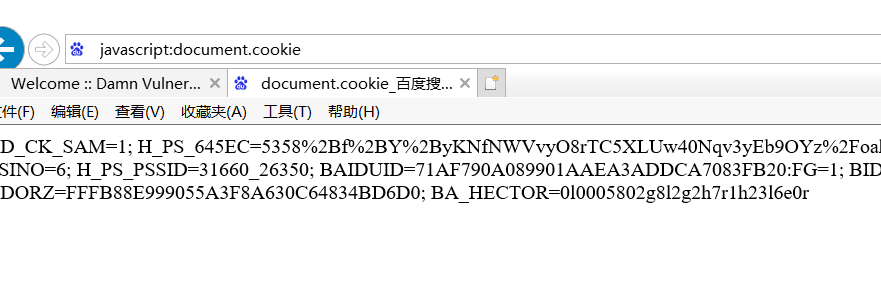 javascript:document.cookie
Welcome :: Damn Vulner... document.cookie_百度搜...
件(F) 编辑(E) 查看(V) 收藏夹(A) 工具(T) 帮助(H)
D_CK_SAM=1; H_PS_645EC=5358%2Bf%2BY%2ByKNfNWVvyO8rTC5XLUw40Nqv3yEb9OYz%2Foal
SINO=6; H_PS_PSSID=31660_26350; BAIDUID=71AF790A089901AAEA3ADDCA7083FB20:FG=1; BID
DORZ=FFFB88E999055A3F8A630C64834BD6D0; BA_HECTOR=0l0005802g8l2g2h7r1h23l6e0r